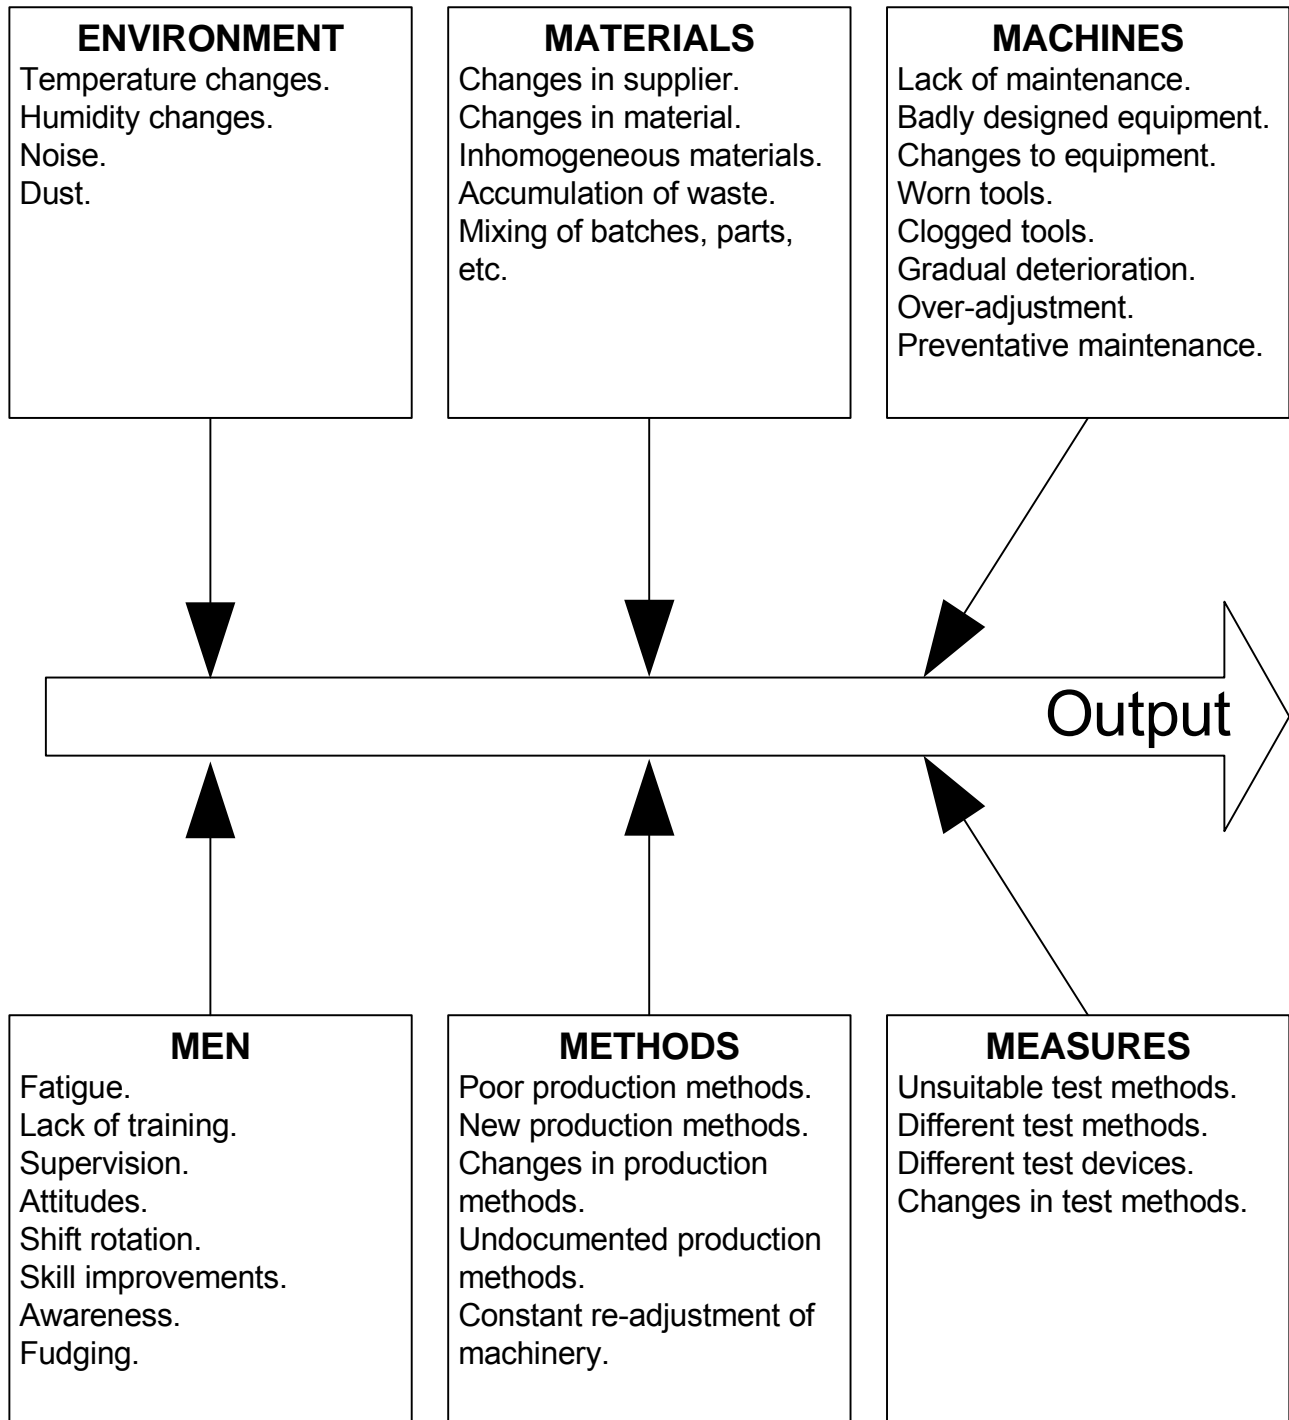 ENVIRONMENT
Temperature changes.
Humidity changes.
Noise.
Dust.
MATERIALS
Changes in supplier.
Changes in material.
Inhomogeneous materials.
Accumulation of waste.
Mixing of batches, parts,
etc.
MACHINES
Lack of maintenance.
Badly designed equipment.
Changes to equipment.
Worn tools.
Clogged tools.
Gradual deterioration.
Over-adjustment.
Preventative maintenance.
Output
MEN
Fatigue.
Lack of training.
Supervision.
Attitudes.
Shift rotation.
Skill improvements.
Awareness.
Fudging.
METHODS
Poor production methods.
New production methods.
Changes in production
methods.
Undocumented production
methods.
Constant re-adjustment of
machinery.
MEASURES
Unsuitable test methods.
Different test methods.
Different test devices.
Changes in test methods.